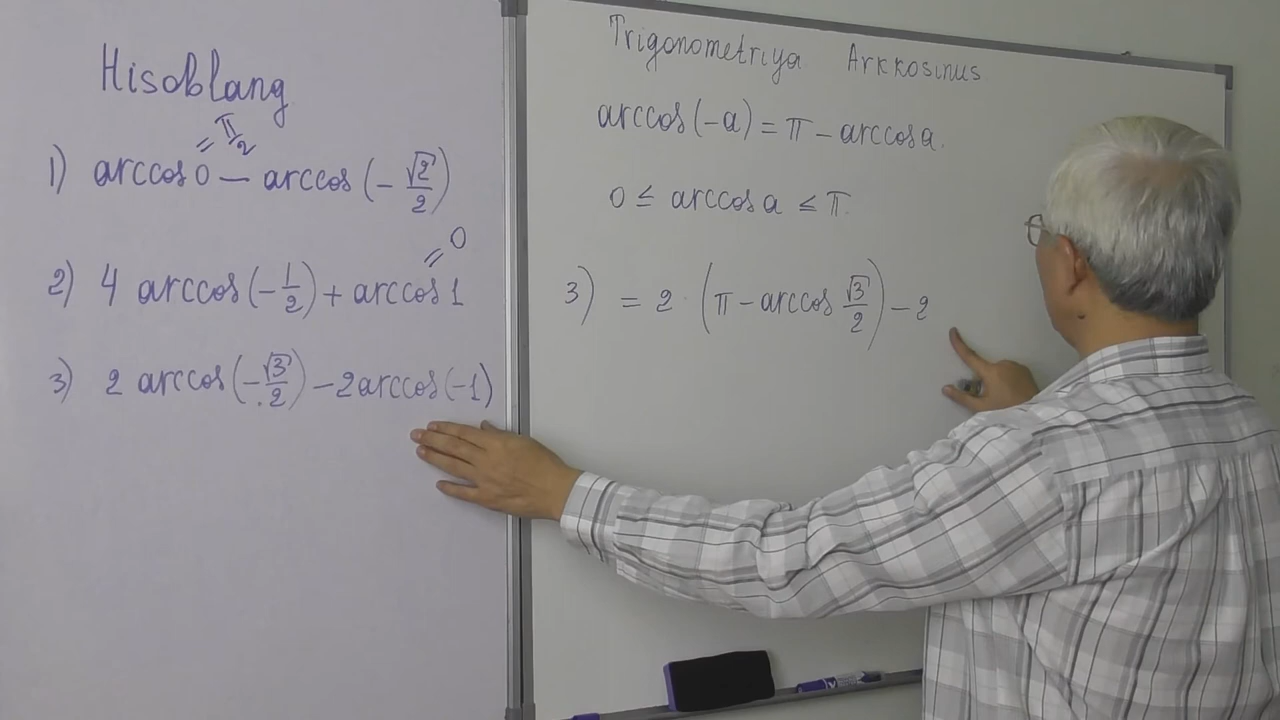 Hisoblang
= π/2
1) arccos 0 − arccos (−√2/2)
= 0
2) 4 arccos(−1/2) + arccos 1
3) 2 arccos(−√3/2) − 2arccos(−1)
Trigonometriya Arkkosinus
arccos(−a) = π − arccos a.
0 ≤ arccos a ≤ π.
3) = 2 · (π − arccos √3/2) − 2